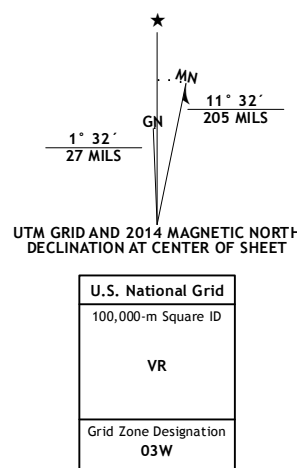 ★
MN
GN
11° 32´
205 MILS
1° 32´
27 MILS
UTM GRID AND 2014 MAGNETIC NORTH
DECLINATION AT CENTER OF SHEET
U.S. National Grid
100,000-m Square ID
VR
Grid Zone Designation
03W